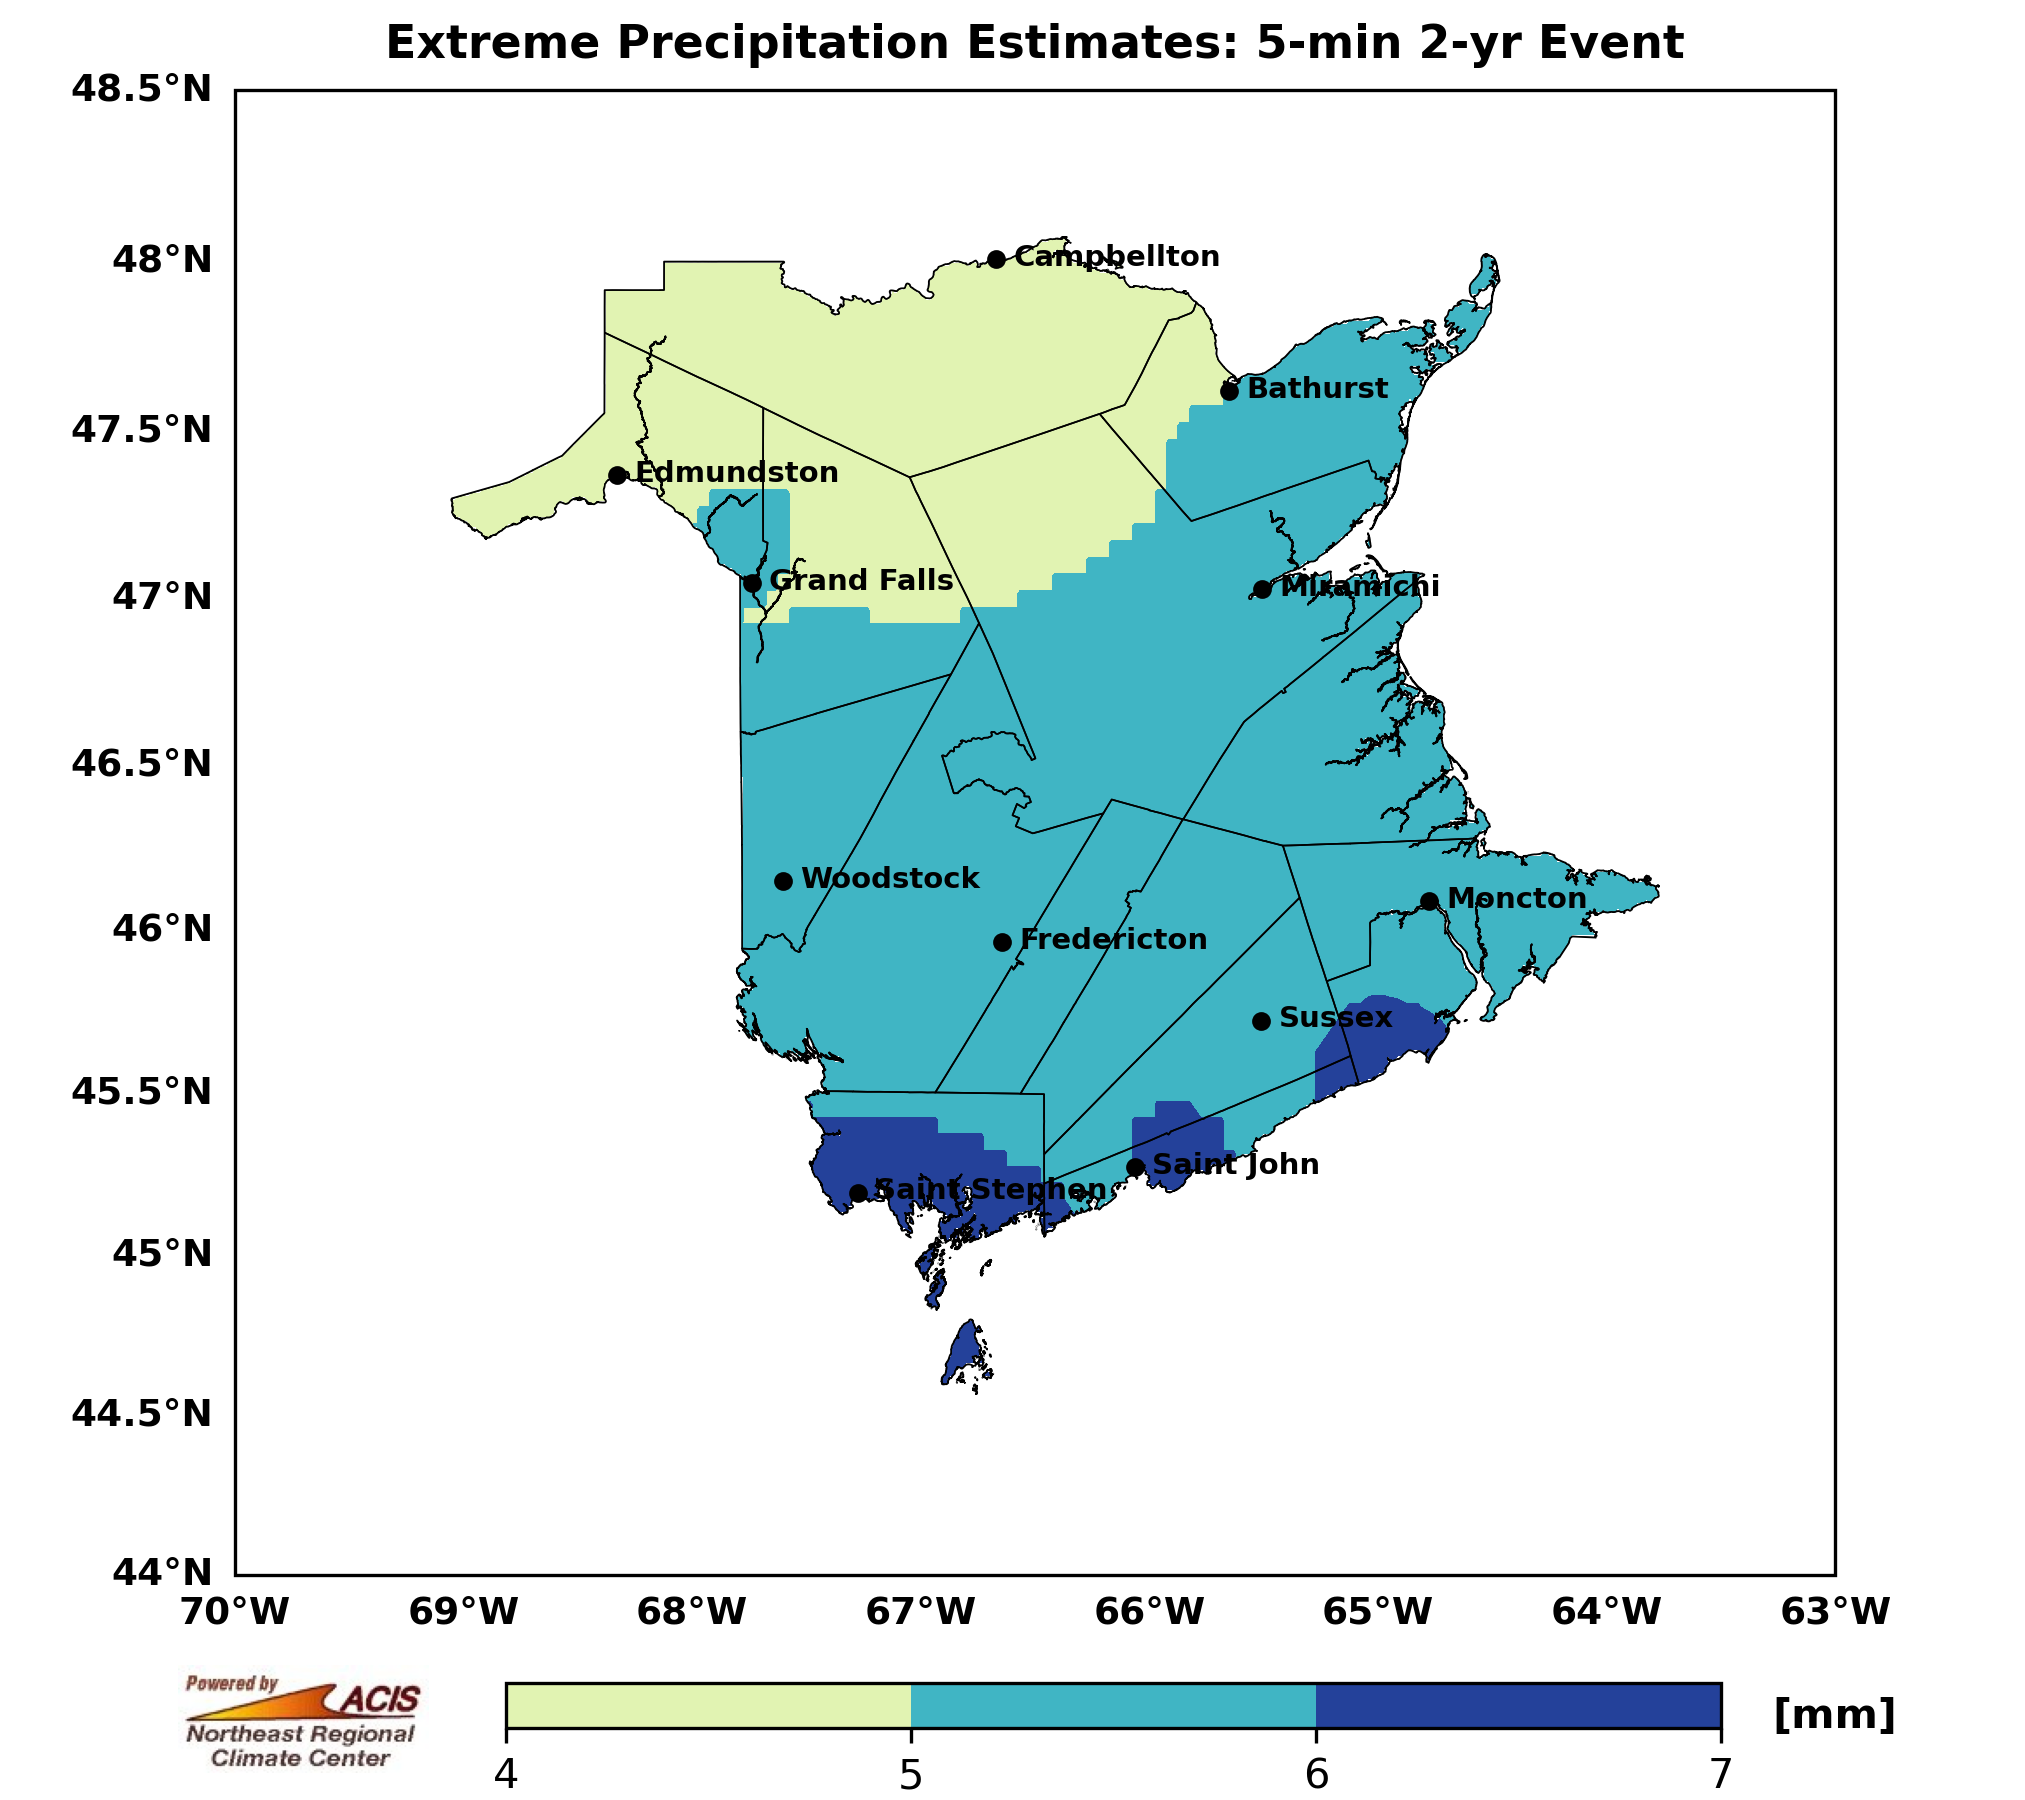 Extreme Precipitation Estimates: 5-min 2-yr Event
48.5°N
48°N
47.5°N
47°N
46.5°N
46°N
45.5°N
45°N
44.5°N
44°N
Campbellton
Bathurst
Edmundston
Grand Falls
Miramichi
Woodstock
Moncton
Fredericton
Sussex
Saint John
Saint Stephen
70°W 69°W 68°W 67°W 66°W 65°W 64°W 63°W
Powered by
ACIS
Northeast Regional
Climate Center
[mm]
4 5 6 7